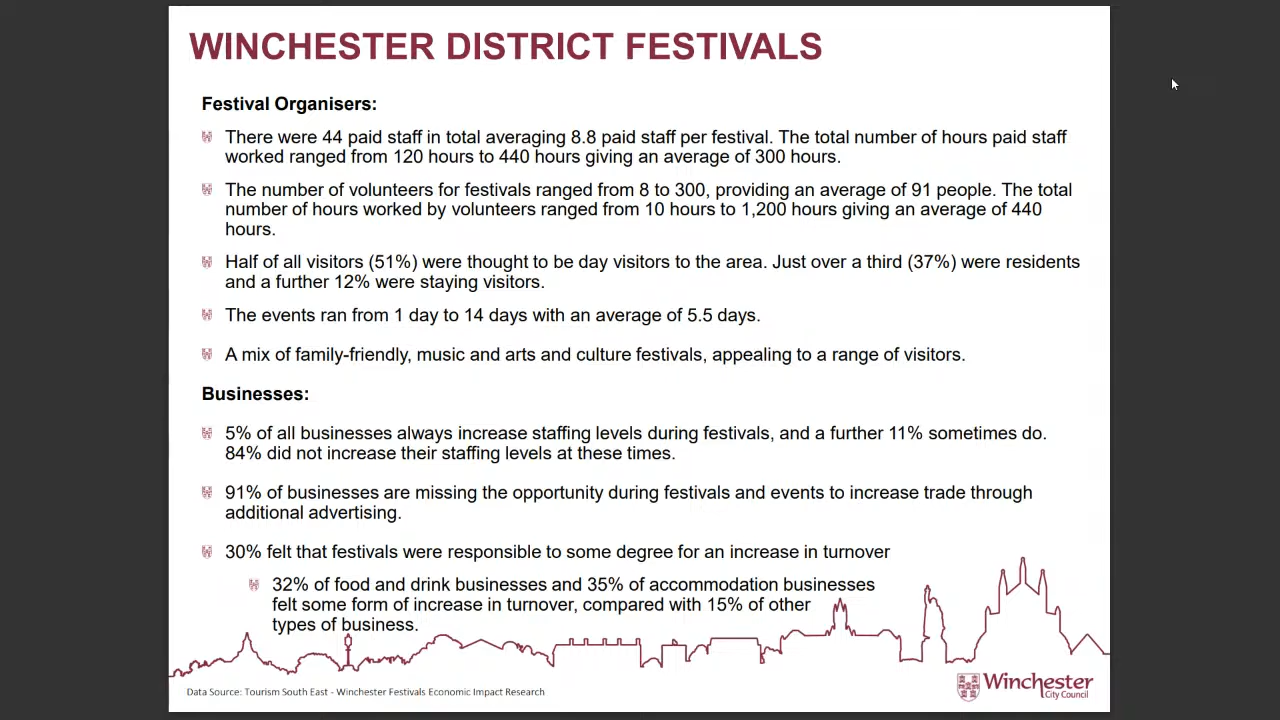 WINCHESTER DISTRICT FESTIVALS
Festival Organisers:
There were 44 paid staff in total averaging 8.8 paid staff per festival. The total number of hours paid staff
worked ranged from 120 hours to 440 hours giving an average of 300 hours.
The number of volunteers for festivals ranged from 8 to 300, providing an average of 91 people. The total
number of hours worked by volunteers ranged from 10 hours to 1,200 hours giving an average of 440
hours.
Half of all visitors (51%) were thought to be day visitors to the area. Just over a third (37%) were residents
and a further 12% were staying visitors.
The events ran from 1 day to 14 days with an average of 5.5 days.
A mix of family-friendly, music and arts and culture festivals, appealing to a range of visitors.
Businesses:
5% of all businesses always increase staffing levels during festivals, and a further 11% sometimes do.
84% did not increase their staffing levels at these times.
91% of businesses are missing the opportunity during festivals and events to increase trade through
additional advertising.
30% felt that festivals were responsible to some degree for an increase in turnover
32% of food and drink businesses and 35% of accommodation businesses
felt some form of increase in turnover, compared with 15% of other
types of business.
Data Source: Tourism South East - Winchester Festivals Economic Impact Research
Winchester
City Council